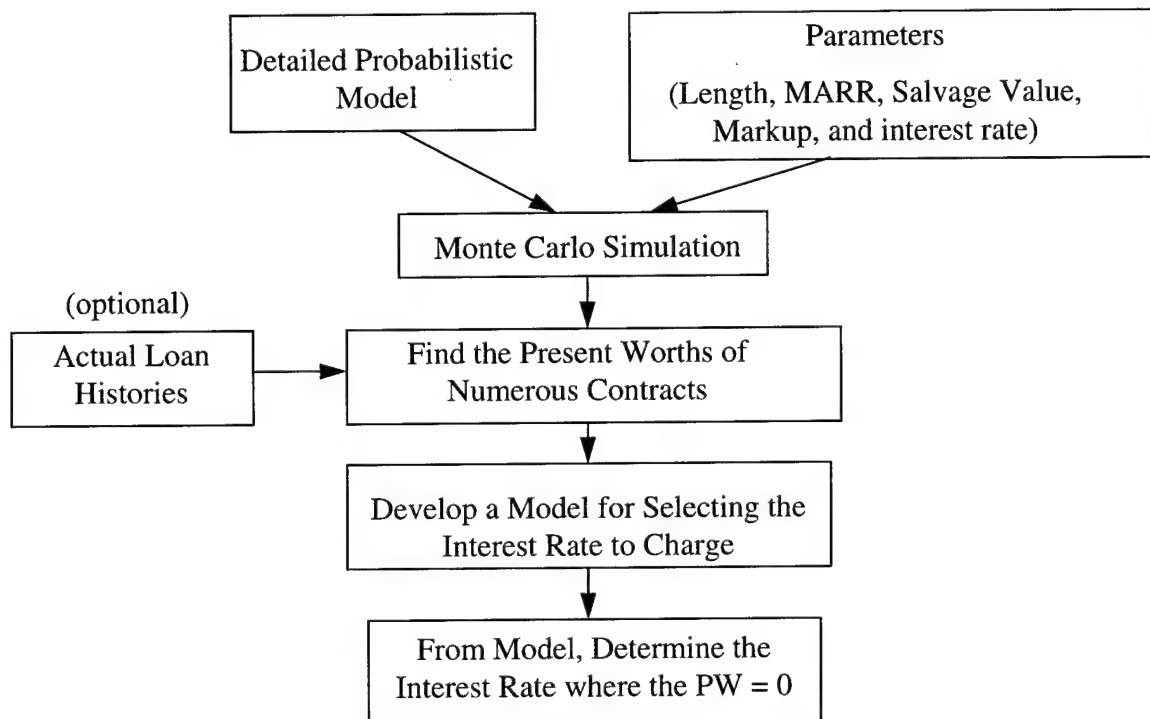 Detailed Probabilistic
Model
Parameters
(Length, MARR, Salvage Value,
Markup, and interest rate)
Monte Carlo Simulation
(optional)
Actual Loan
Histories
Find the Present Worths of
Numerous Contracts
Develop a Model for Selecting the
Interest Rate to Charge
From Model, Determine the
Interest Rate where the PW = 0